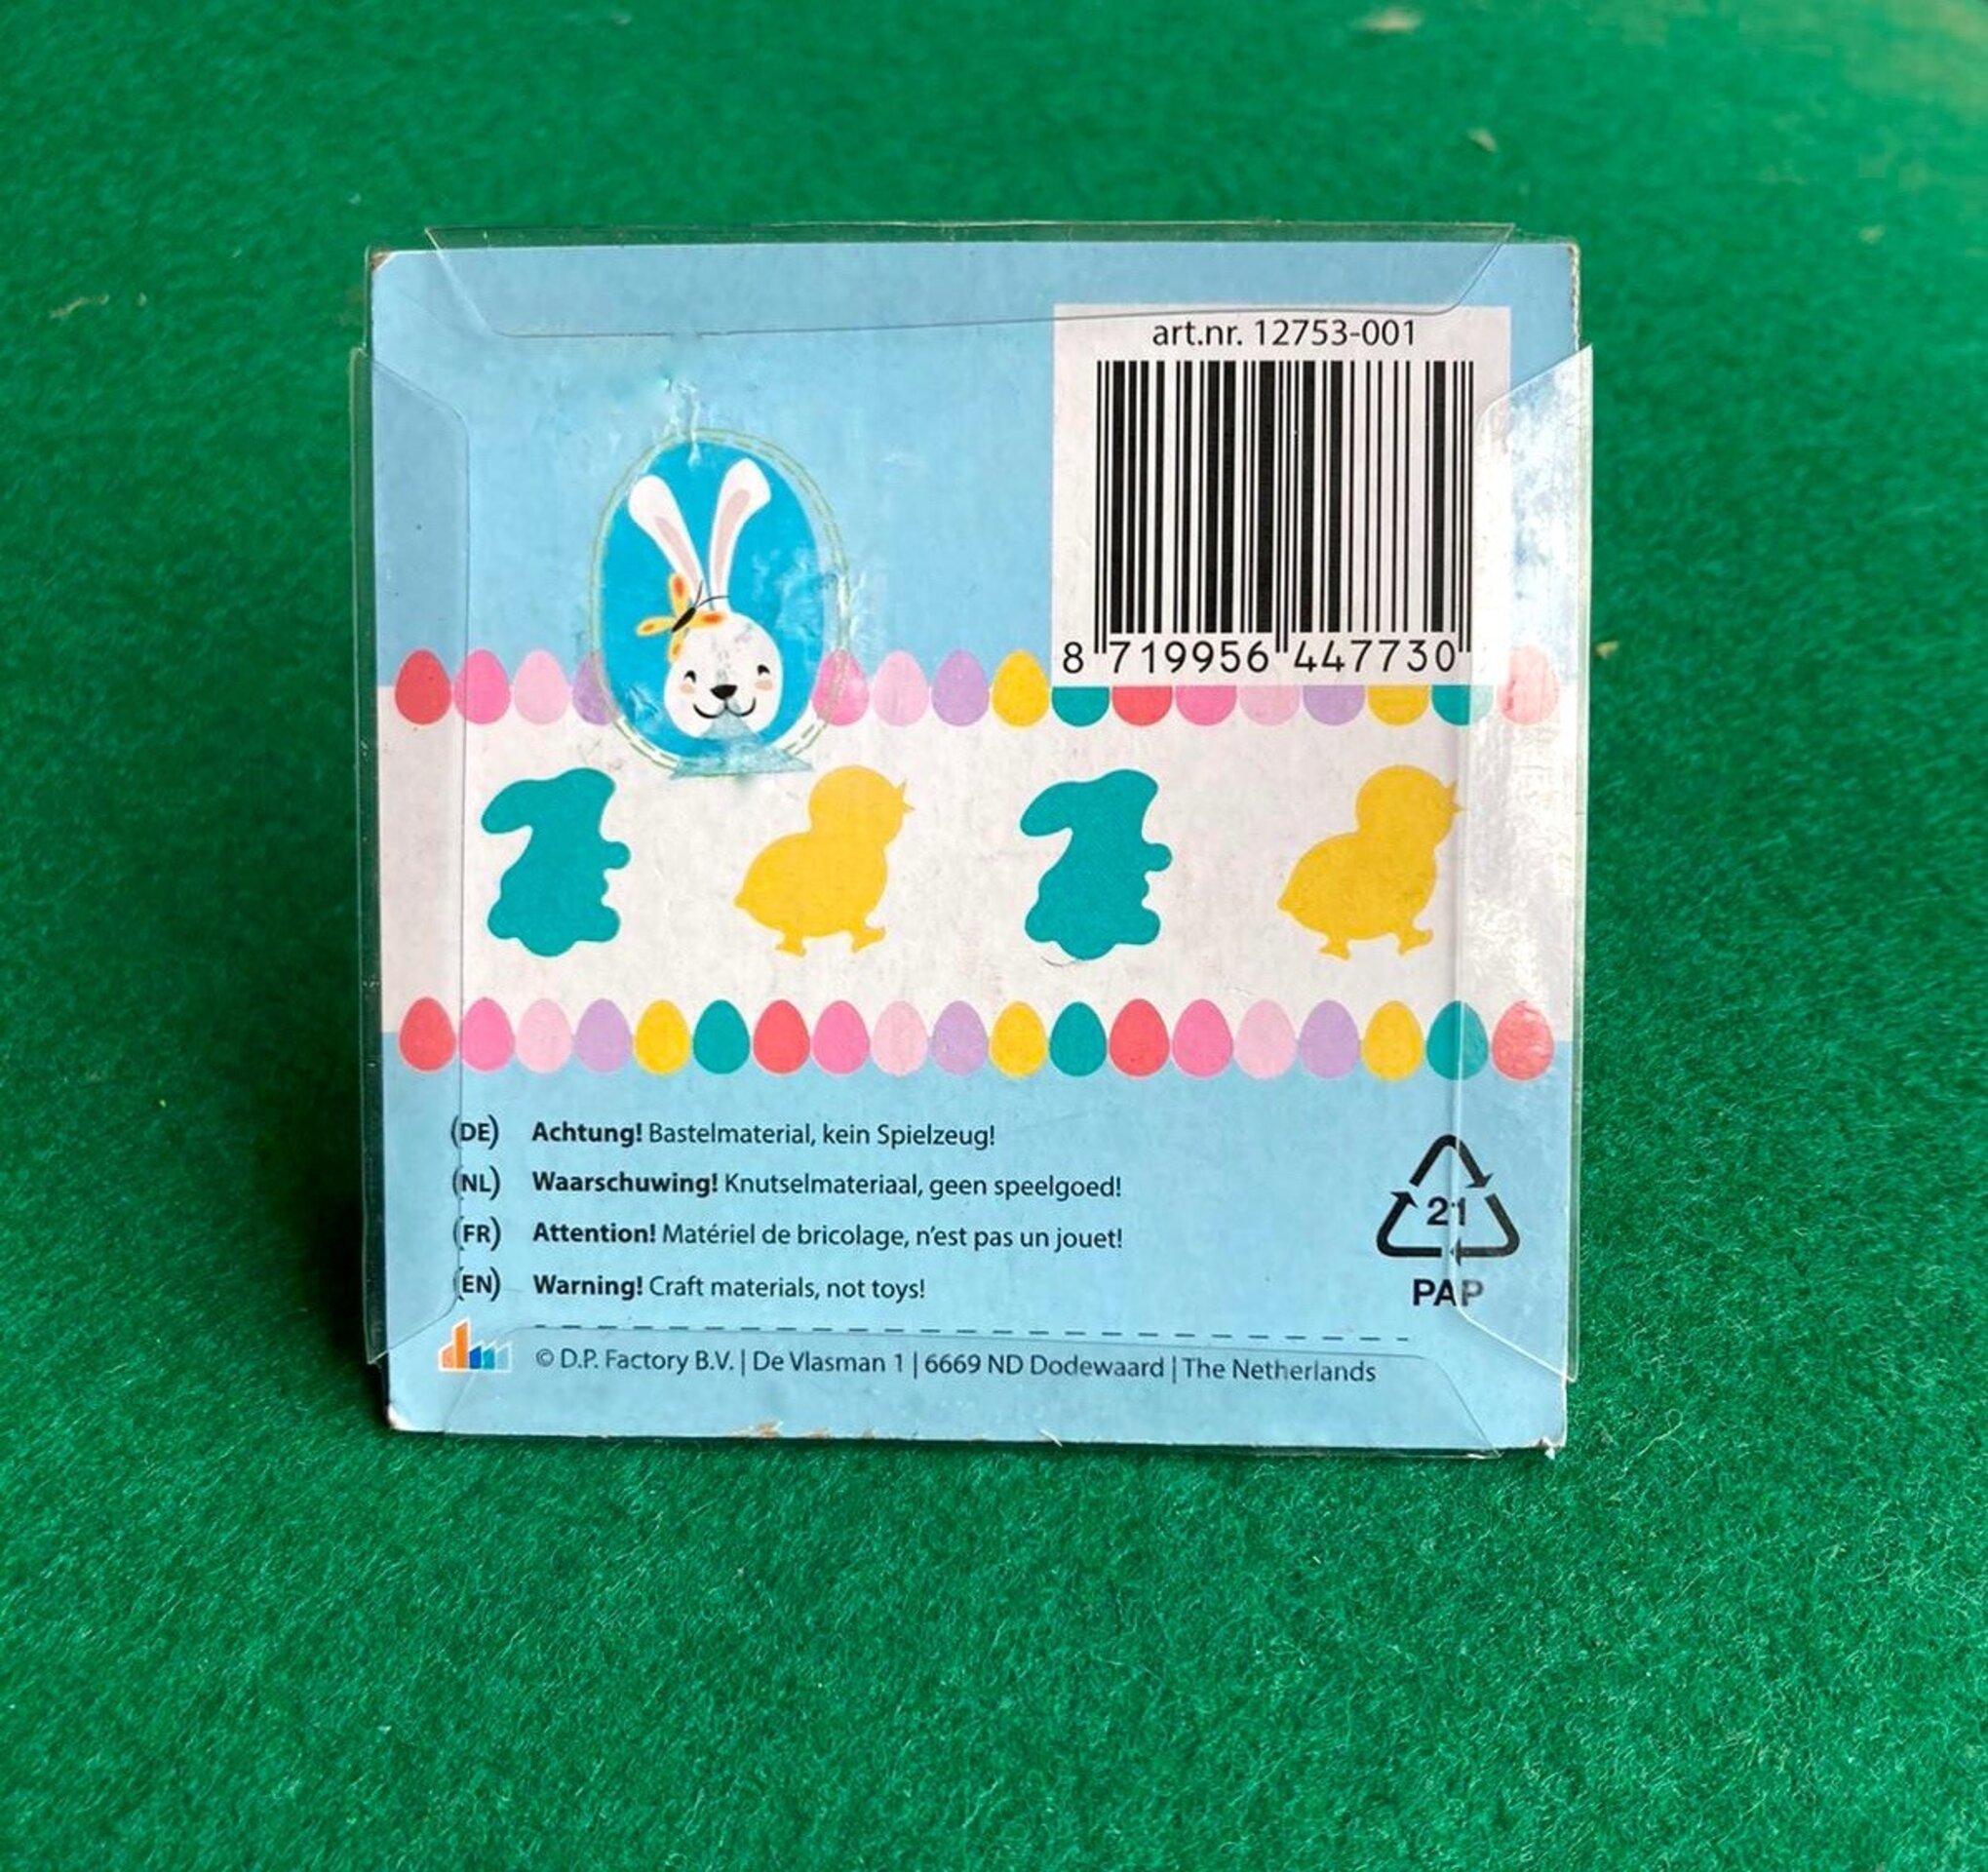 art.nr. 12753-001
8 719956 447730
(DE) Achtung! Bastelmaterial, kein Spielzeug!
(NL) Waarschuwing! Knutselmateriaal, geen speelgoed!
(FR) Attention! Matériel de bricolage, n'est pas un jouet!
(EN) Warning! Craft materials, not toys!
21
PAP
© D.P. Factory B.V. | De Vlasman 1 | 6669 ND Dodewaard | The Netherlands